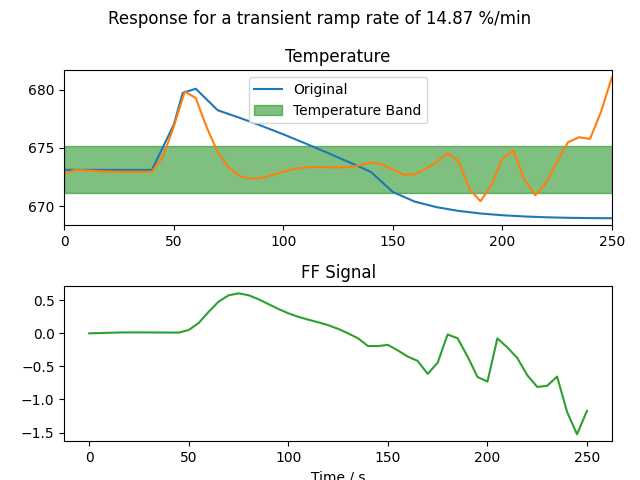 Response for a transient ramp rate of 14.87 %/min
Temperature
Original
Temperature Band
680
675
670
0 50 100 150 200 250
FF Signal
0.5
0.0
−0.5
−1.0
−1.5
0 50 100 150 200 250
Time / s